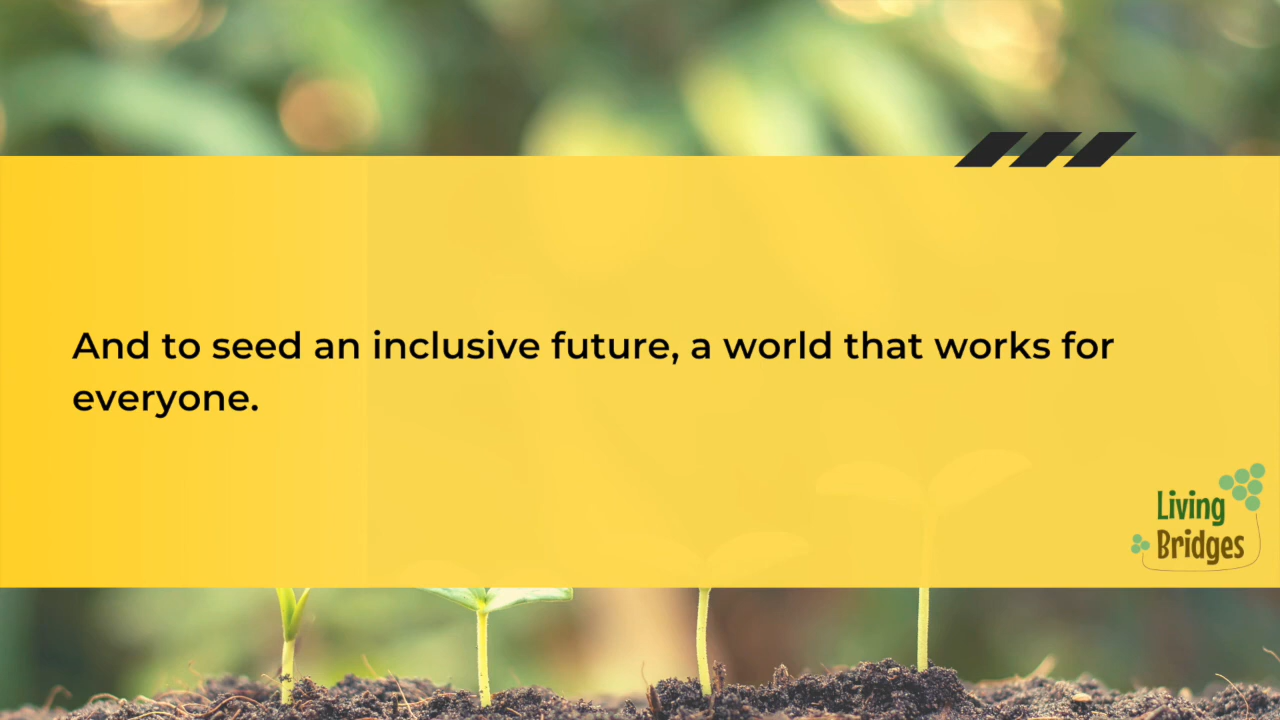 And to seed an inclusive future, a world that works for
everyone.
Living
Bridges